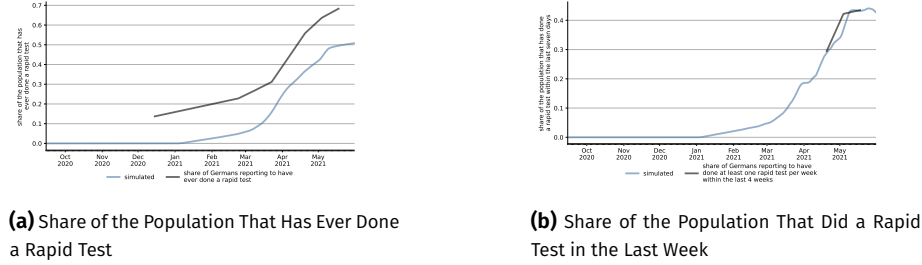 share of the population that has
ever done a rapid test
0.7
0.6
0.5
0.4
0.3
0.2
0.1
0.0
Oct
2020
Nov
2020
Dec
2020
Jan
2021
Feb
2021
Mar
2021
Apr
2021
May
2021
simulated
share of Germans reporting to have
ever done a rapid test
(a) Share of the Population That Has Ever Done
a Rapid Test
share of the population that has done
a rapid test within the last seven days
0.4
0.3
0.2
0.1
0.0
Oct
2020
Nov
2020
Dec
2020
Jan
2021
Feb
2021
Mar
2021
Apr
2021
May
2021
simulated
share of Germans reporting to have
done at least one rapid test per week
within the last 4 weeks
(b) Share of the Population That Did a Rapid
Test in the Last Week